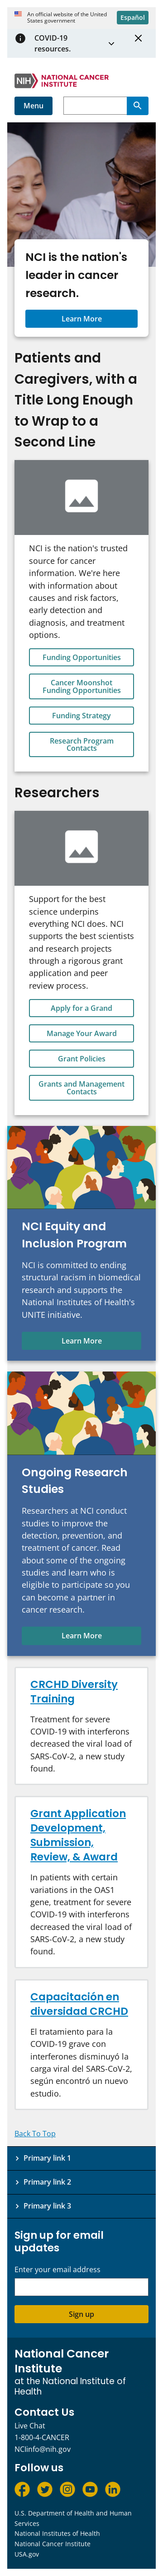 An official website of the United
States government
Español
COVID-19
resources.
NIH
NATIONAL CANCER
INSTITUTE
Menu
NCI is the nation's
leader in cancer
research.
Learn More
Patients and
Caregivers, with a
Title Long Enough
to Wrap to a
Second Line
NCI is the nation's trusted
source for cancer
information. We're here
with information about
causes and risk factors,
early detection and
diagnosis, and treatment
options.
Funding Opportunities
Cancer Moonshot
Funding Opportunities
Funding Strategy
Research Program
Contacts
Researchers
Support for the best
science underpins
everything NCI does. NCI
supports the best scientists
and research projects
through a rigorous grant
application and peer
review process.
Apply for a Grand
Manage Your Award
Grant Policies
Grants and Management
Contacts
NCI Equity and
Inclusion Program
NCI is committed to ending
structural racism in biomedical
research and supports the
National Institutes of Health's
UNITE initiative.
Learn More
Ongoing Research
Studies
Researchers at NCI conduct
studies to improve the
detection, prevention, and
treatment of cancer. Read
about some of the ongoing
studies and learn who is
eligible to participate so you
can become a partner in
cancer research.
Learn More
CRCHD Diversity
Training
Treatment for severe
COVID-19 with interferons
decreased the viral load of
SARS-CoV-2, a new study
found.
Grant Application
Development,
Submission,
Review, & Award
In patients with certain
variations in the OAS1
gene, treatment for severe
COVID-19 with interferons
decreased the viral load of
SARS-CoV-2, a new study
found.
Capacitación en
diversidad CRCHD
El tratamiento para la
COVID-19 grave con
interferones disminuyó la
carga viral del SARS-CoV-2,
según encontró un nuevo
estudio.
Back To Top
Primary link 1
Primary link 2
Primary link 3
Sign up for email
updates
Enter your email address
Sign up
National Cancer
Institute
at the National Institute of
Health
Contact Us
Live Chat
1-800-4-CANCER
NCIinfo@nih.gov
Follow us
U.S. Department of Health and Human
Services
National Institutes of Health
National Cancer Institute
USA.gov